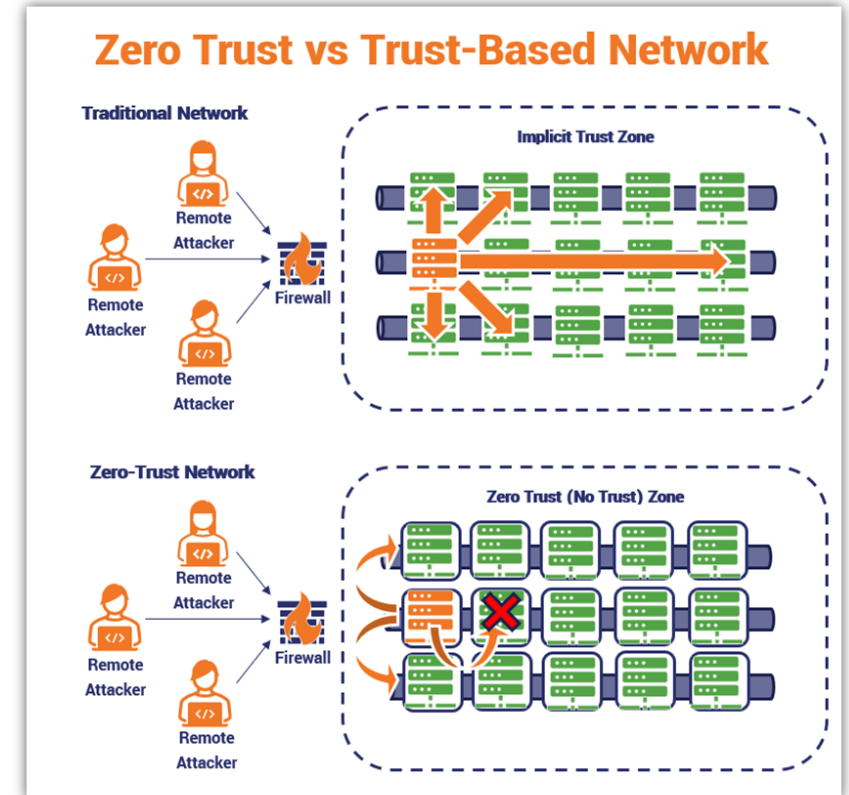 Zero Trust vs Trust-Based Network
Traditional Network
Implicit Trust Zone
</>
Remote
Attacker
</>
Remote
Attacker
Firewall
</>
Remote
Attacker
Zero-Trust Network
Zero Trust (No Trust) Zone
</>
Remote
Attacker
</>
Remote
Attacker
Firewall
</>
Remote
Attacker